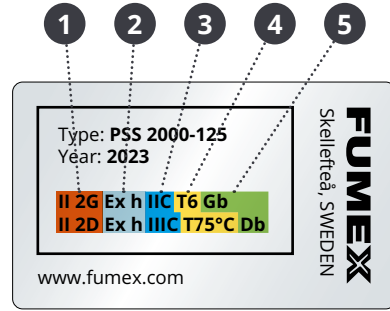 1 2 3 4 5
Type: PSS 2000-125
Year: 2023
II 2G Ex h IIC T6 Gb
II 2D Ex h IIIC T75°C Db
www.fumex.com
FUMEX
Skellefteå, SWEDEN